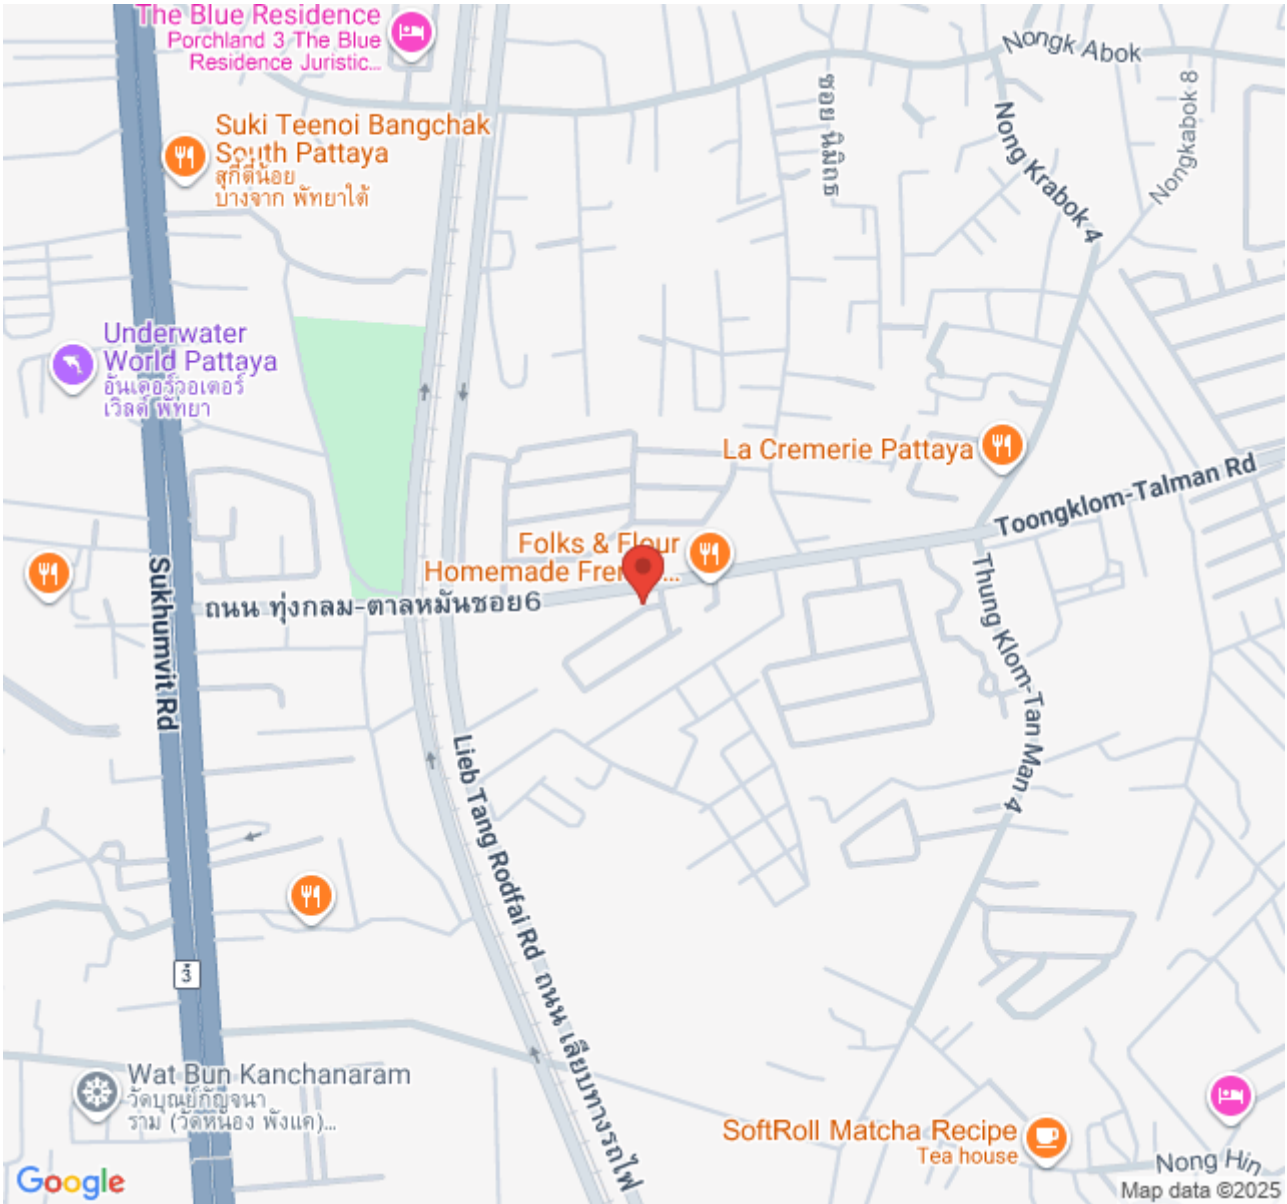 The Blue Residence
Porchland 3 The Blue
Residence Juristic...
Nongk Abok
Suki Teenoi Bangchak
South Pattaya
สุกี้ตี๋น้อย
บางจาก พัทยาใต้
ซอย นิมิตร
Nong Krabok 4
Nongkabok 8
Underwater
World Pattaya
อันเดอร์วอเตอร์
เวิลด์ พัทยา
La Cremerie Pattaya
Toongklom-Talman Rd
Folks & Flour
Homemade Fren...
Sukhumvit Rd
ถนน ทุ่งกลม-ตาลหมันซอย6
Thung Klom-Tan Man 4
Lieb Tang Rodfai Rd ถนน เลียบทางรถไฟ
3
Wat Bun Kanchanaram
วัดบุณย์กัญจนา
ราม (วัดหนอง พังแค)...
SoftRoll Matcha Recipe
Tea house
Nong Hin
Google
Map data ©2025